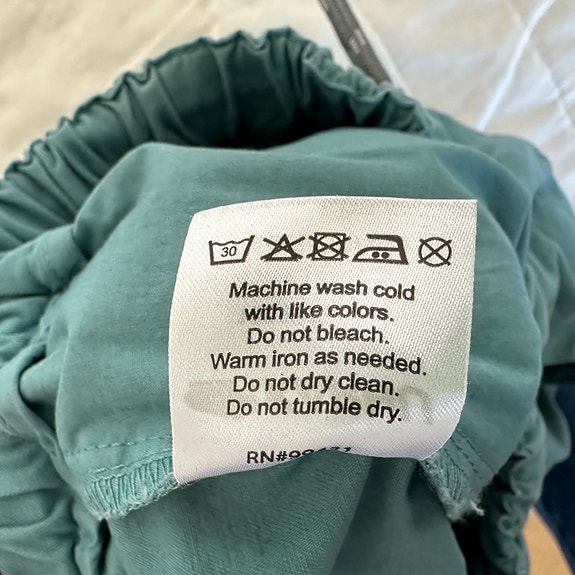 30
Machine wash cold
with like colors.
Do not bleach.
Warm iron as needed.
Do not dry clean.
Do not tumble dry.